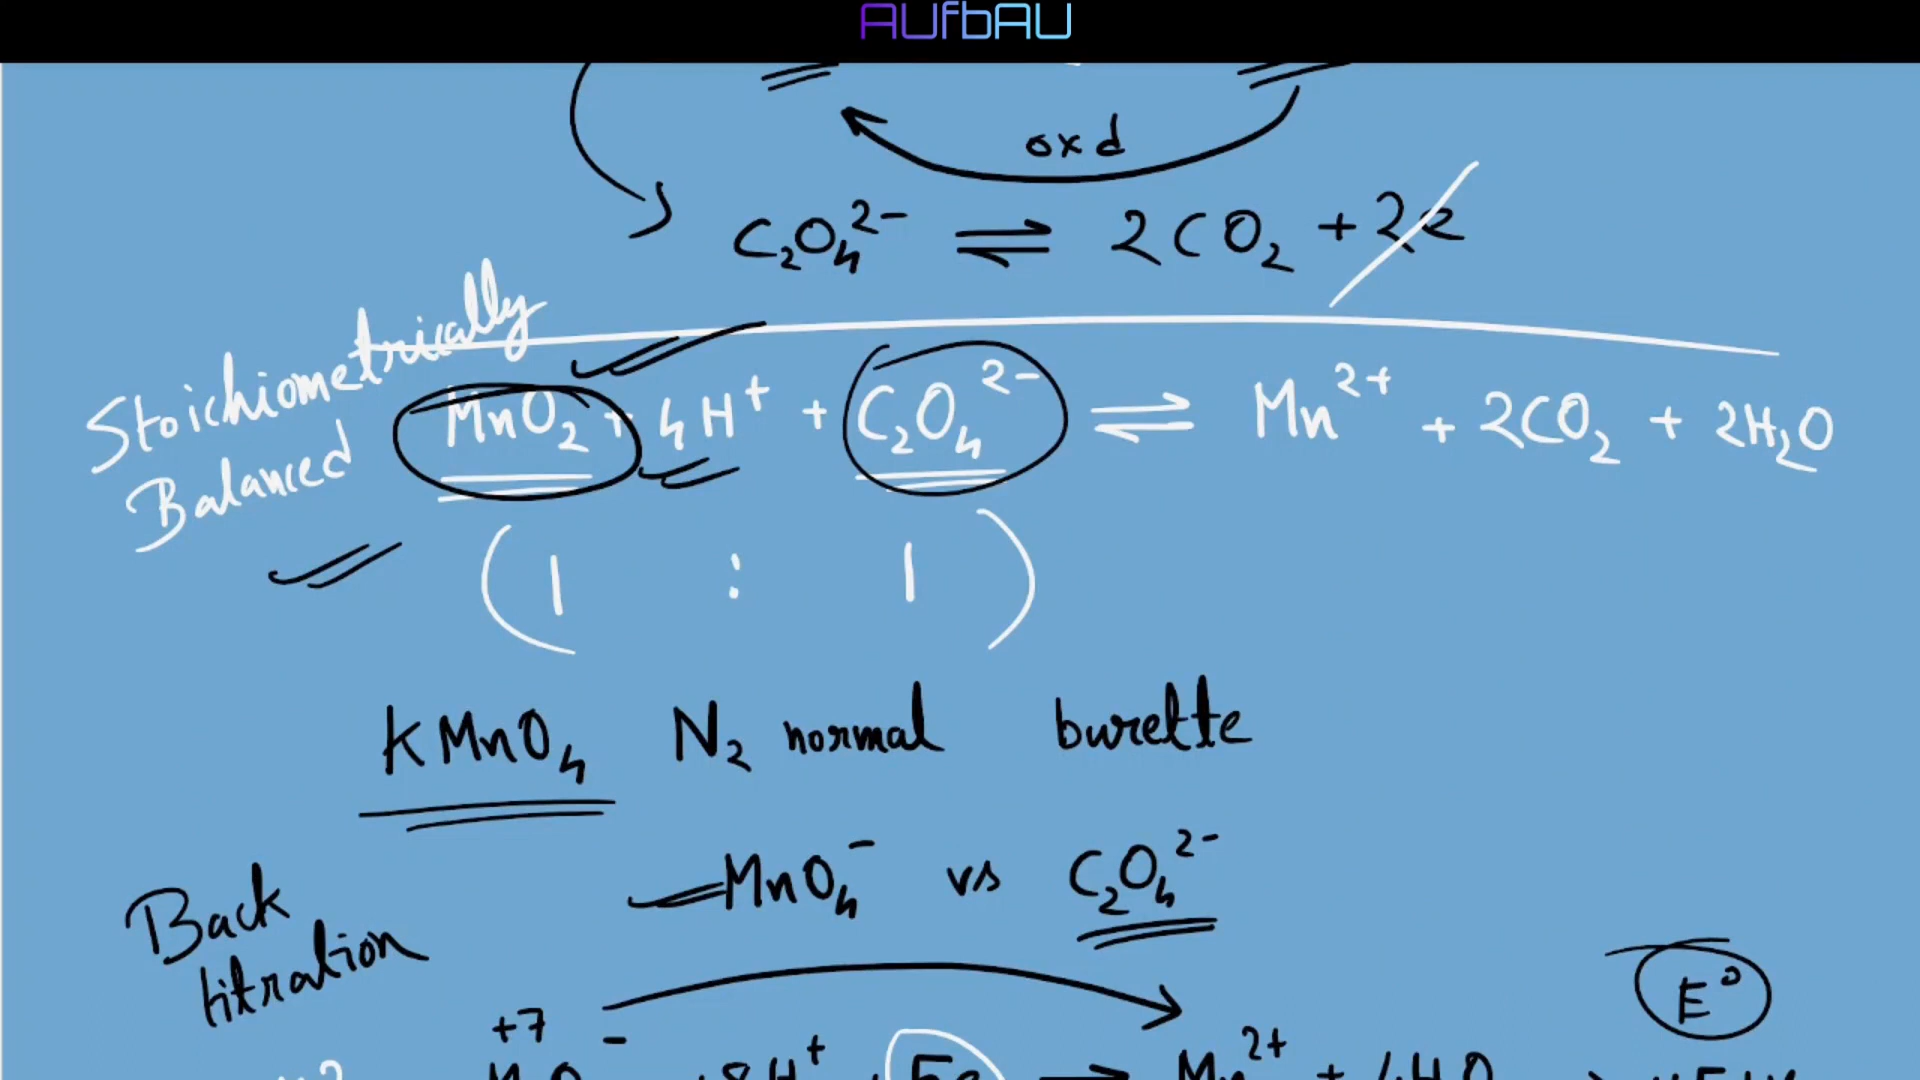 AUfbAU
oxd
C₂O₄²⁻ ⇌ 2CO₂ + 2e
Stoichiometrically
Balanced
MnO₂ + 4H⁺ + C₂O₄²⁻ ⇌ Mn²⁺ + 2CO₂ + 2H₂O
(1 : 1)
KMnO₄ N₂ normal burette
MnO₄⁻ vs C₂O₄²⁻
Back
titration
E⁰
+7